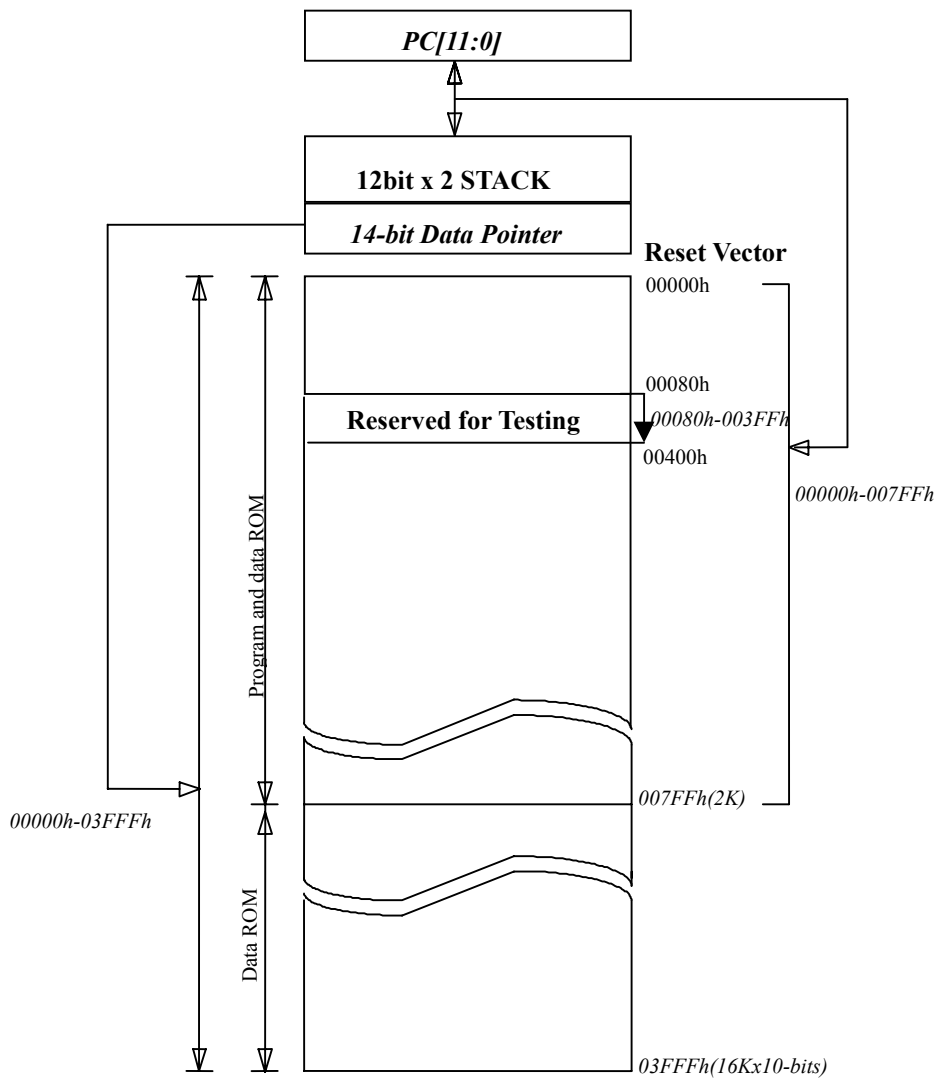 PC[11:0]
12bit x 2 STACK
14-bit Data Pointer
Reset Vector
00000h
00080h
Reserved for Testing
00080h-003FFh
00400h
00000h-007FFh
Program and data ROM
007FFh(2K)
00000h-03FFFh
Data ROM
03FFFh(16Kx10-bits)